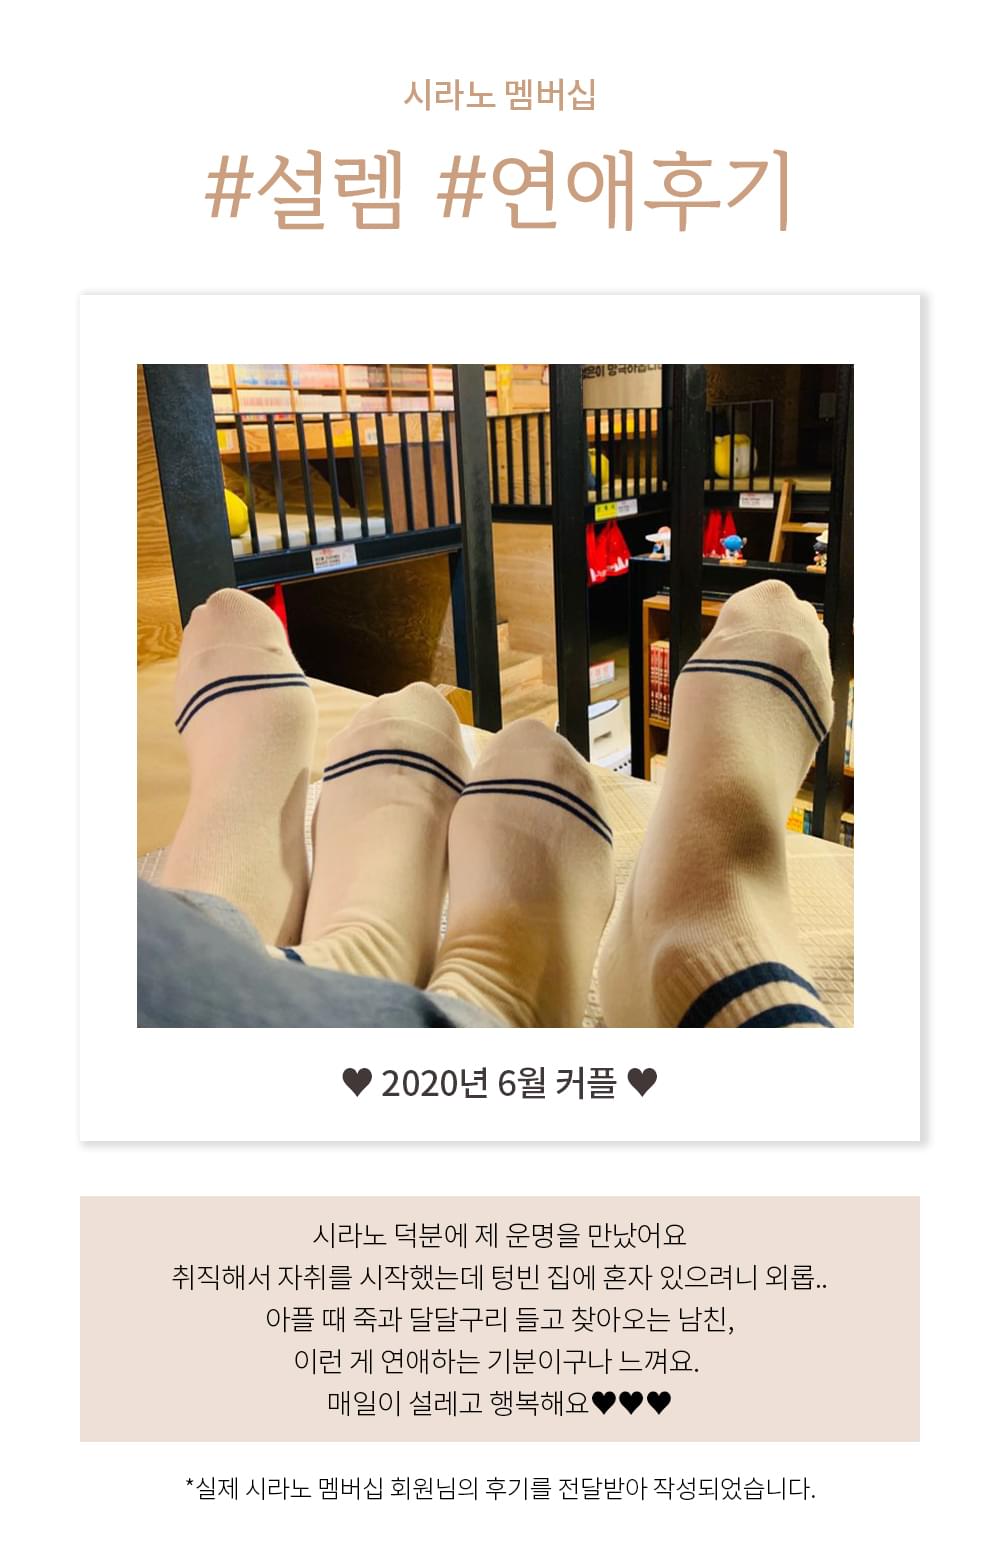 시라노 멤버십
#설렘 #연애후기
♥ 2020년 6월 커플 ♥
시라노 덕분에 제 운명을 만났어요
취직해서 자취를 시작했는데 텅빈 집에 혼자 있으려니 외롭..
아플 때 죽과 달달구리 들고 찾아오는 남친,
이런 게 연애하는 기분이구나 느껴요.
매일이 설레고 행복해요♥♥♥
*실제 시라노 멤버십 회원님의 후기를 전달받아 작성되었습니다.